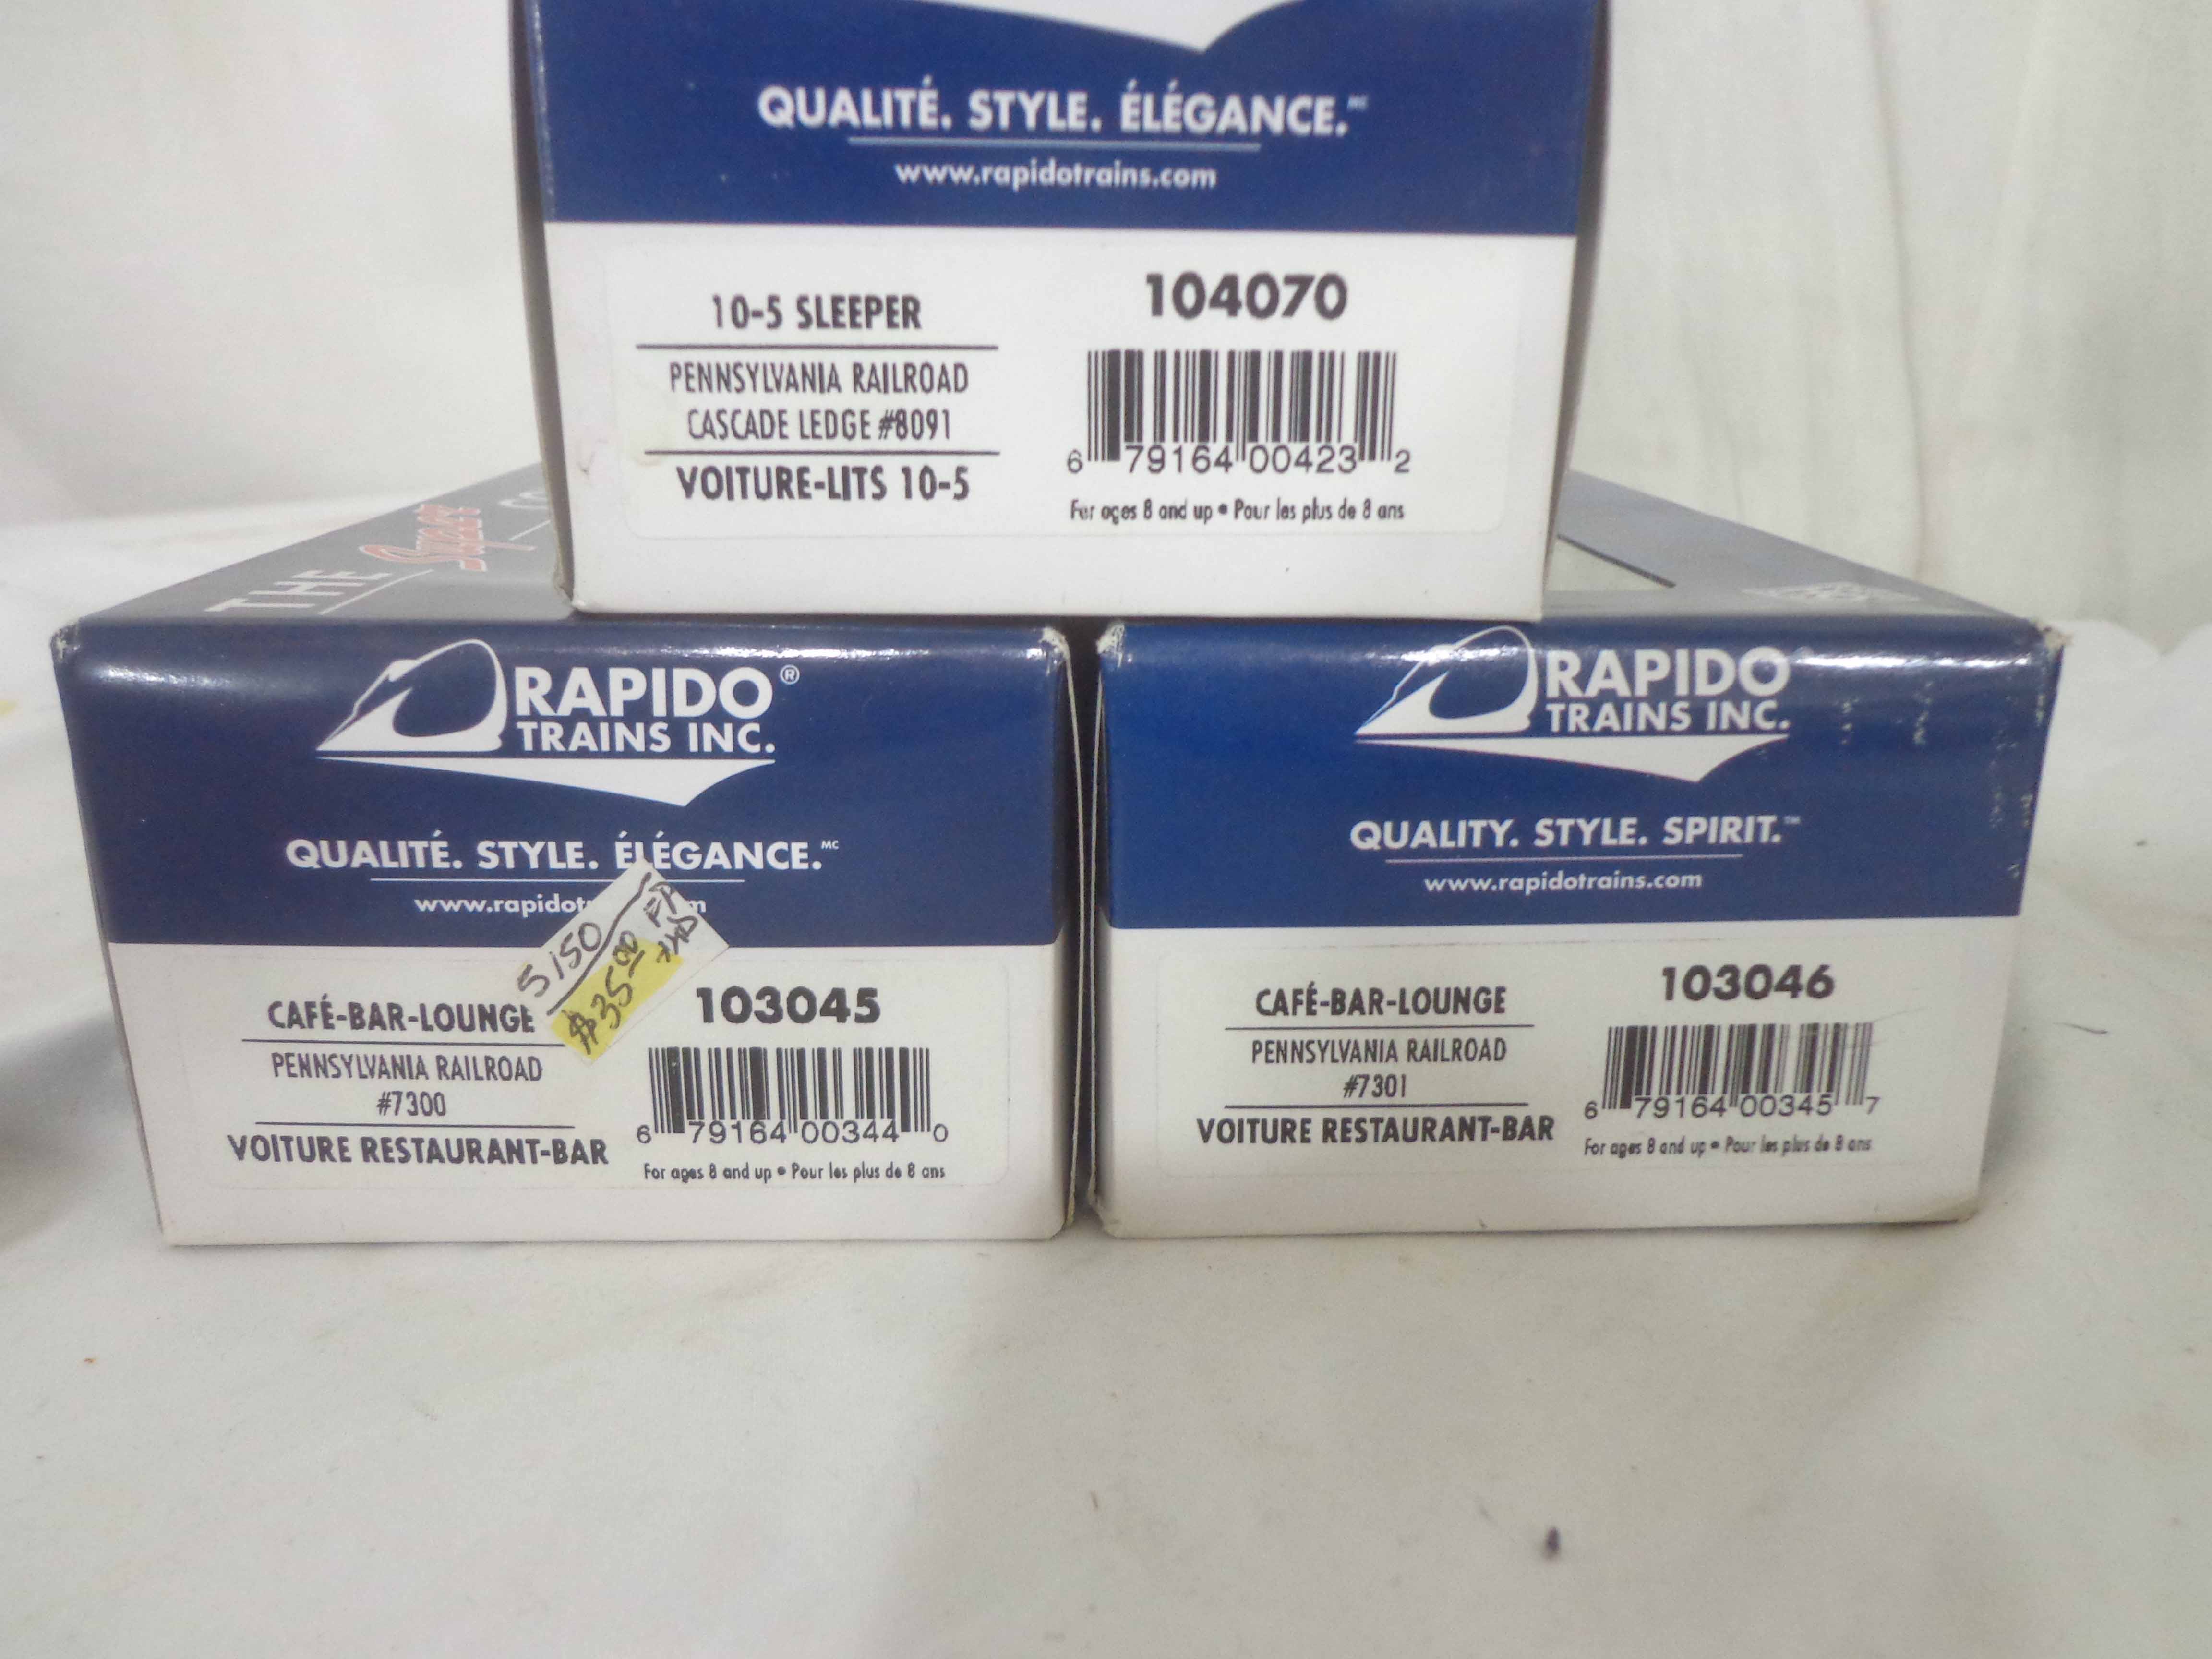 QUALITÉ. STYLE. ÉLÉGANCE.MC
www.rapidotrains.com
10-5 SLEEPER
PENNSYLVANIA RAILROAD
CASCADE LEDGE #8091
VOITURE-LITS 10-5
104070
6 79164 00423 2
For ages 8 and up • Pour les plus de 8 ans
THE Super
RAPIDO®
TRAINS INC.
QUALITÉ. STYLE. ÉLÉGANCE.MC
www.rapidot
5150
$35.00
CAFÉ-BAR-LOUNGE
PENNSYLVANIA RAILROAD
#7300
VOITURE RESTAURANT-BAR
103045
6 79164 00344 0
For ages 8 and up • Pour les plus de 8 ans
RAPIDO®
TRAINS INC.
QUALITY. STYLE. SPIRIT.™
www.rapidotrains.com
CAFÉ-BAR-LOUNGE
PENNSYLVANIA RAILROAD
#7301
VOITURE RESTAURANT-BAR
103046
6 79164 00345 7
For ages 8 and up • Pour les plus de 8 ans